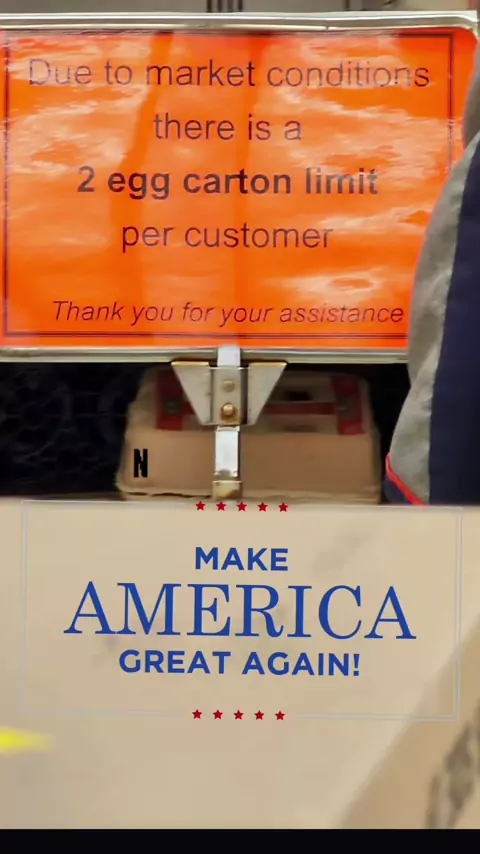 Due to market conditions
there is a
2 egg carton limit
per customer
Thank you for your assistance
N
MAKE
AMERICA
GREAT AGAIN!